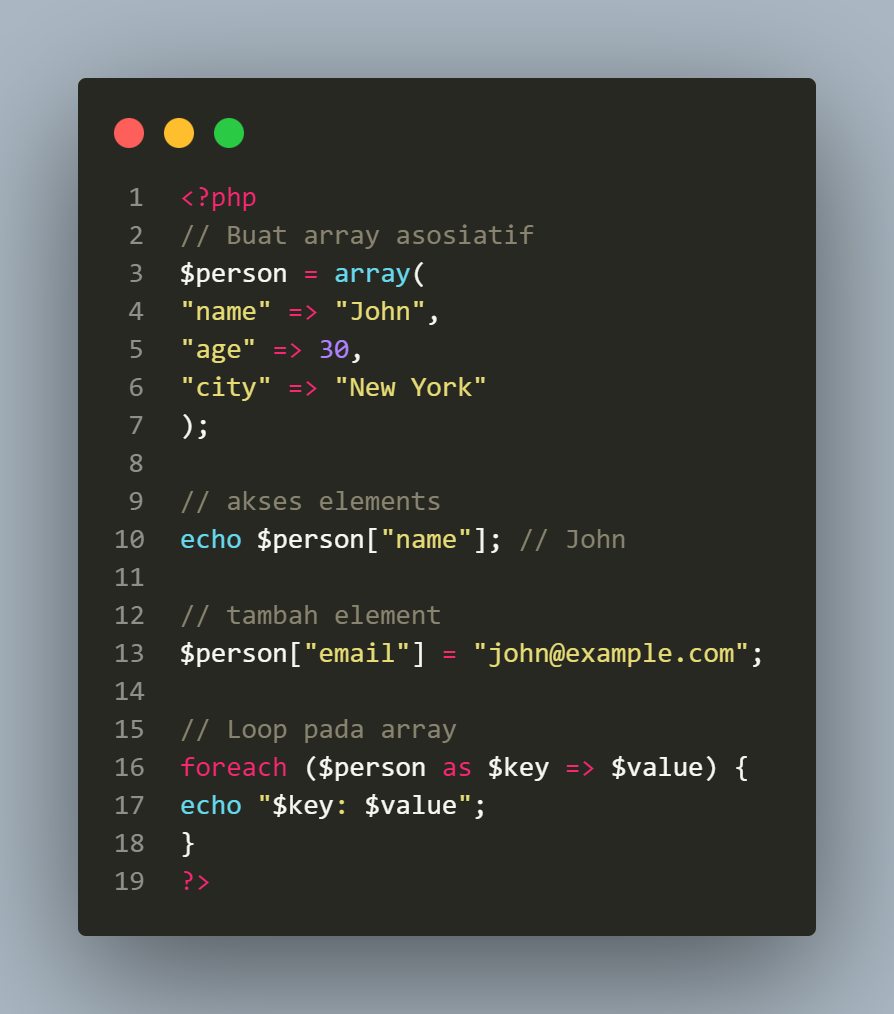 1 <?php
2 // Buat array asosiatif
3 $person = array(
4 "name" => "John",
5 "age" => 30,
6 "city" => "New York"
7 );
8
9 // akses elements
10 echo $person["name"]; // John
11
12 // tambah element
13 $person["email"] = "john@example.com";
14
15 // Loop pada array
16 foreach ($person as $key => $value) {
17 echo "$key: $value";
18 }
19 ?>